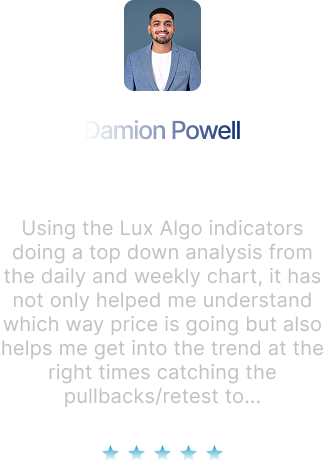 Damion Powell
Using the Lux Algo indicators
doing a top down analysis from
the daily and weekly chart, it has
not only helped me understand
which way price is going but also
helps me get into the trend at the
right times catching the
pullbacks/retest to...